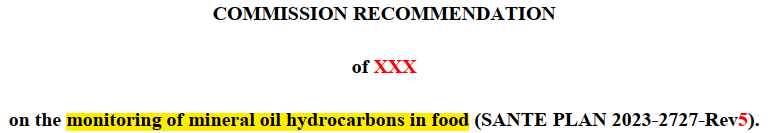 COMMISSION RECOMMENDATION
of XXX
on the monitoring of mineral oil hydrocarbons in food (SANTE PLAN 2023-2727-Rev5).